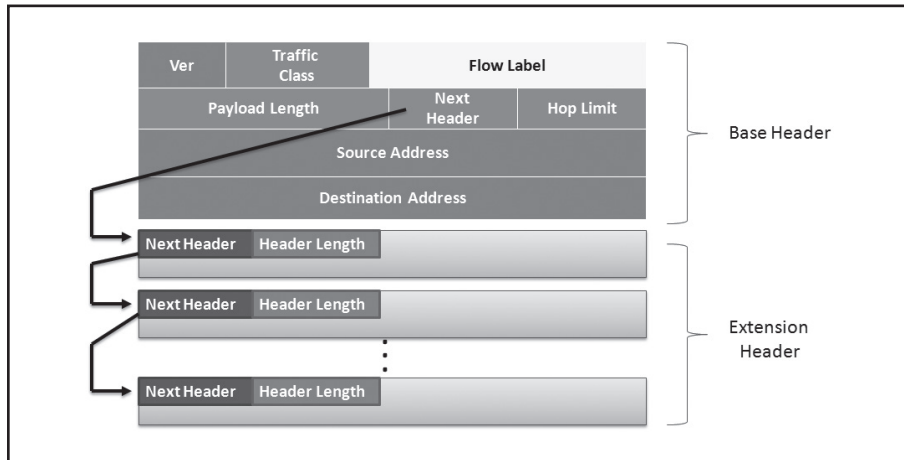 Ver
Traffic
Class
Flow Label
Payload Length
Next
Header
Hop Limit
Source Address
Destination Address
Base Header
Next Header
Header Length
Next Header
Header Length
Extension
Header
Next Header
Header Length